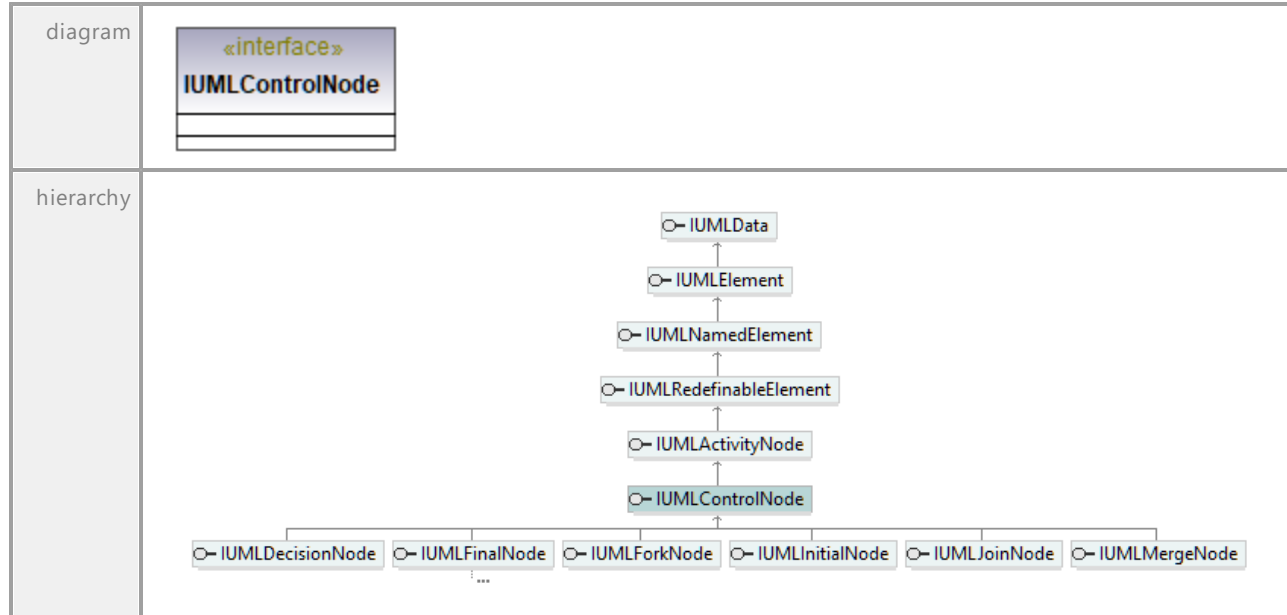 diagram
«interface»
IUMLControlNode
hierarchy
IUMLData
IUMLElement
IUMLNamedElement
IUMLRedefinableElement
IUMLActivityNode
IUMLControlNode
IUMLDecisionNode IUMLFinalNode IUMLForkNode IUMLInitialNode IUMLJoinNode IUMLMergeNode
...